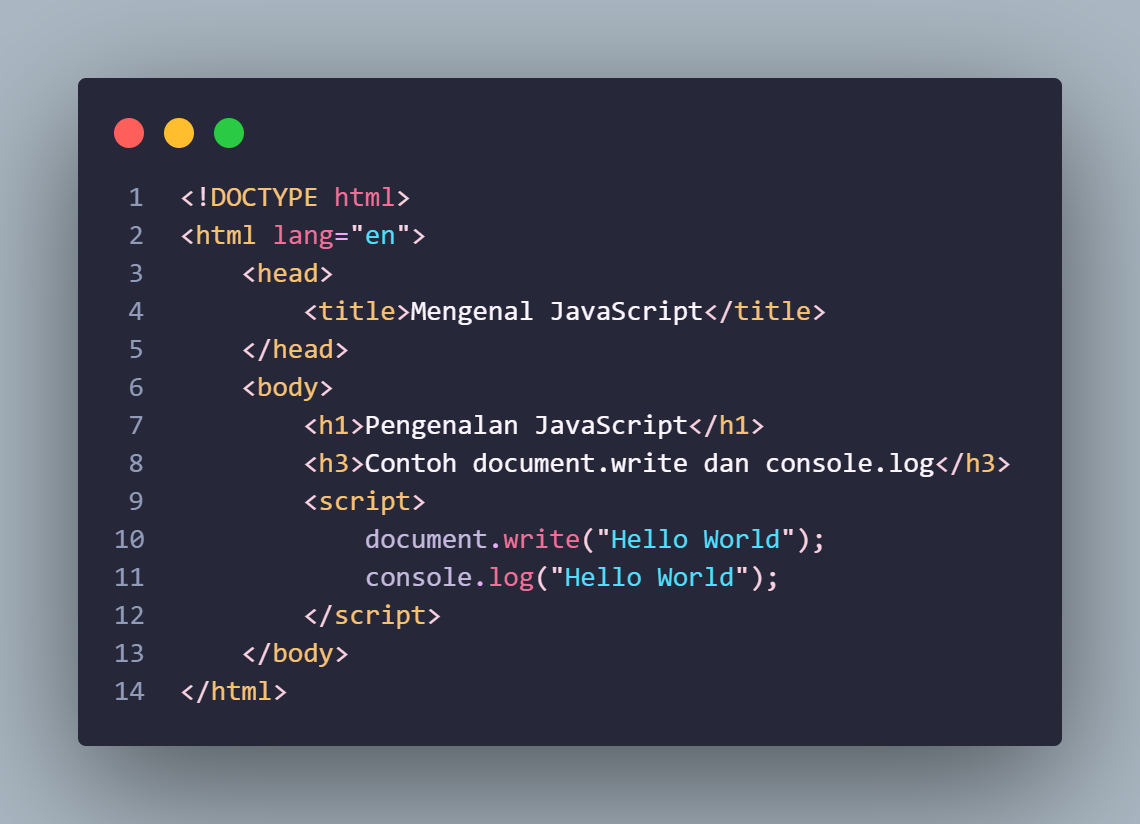 1 <!DOCTYPE html>
2 <html lang="en">
3     <head>
4         <title>Mengenal JavaScript</title>
5     </head>
6     <body>
7         <h1>Pengenalan JavaScript</h1>
8         <h3>Contoh document.write dan console.log</h3>
9         <script>
10             document.write("Hello World");
11             console.log("Hello World");
12         </script>
13     </body>
14 </html>